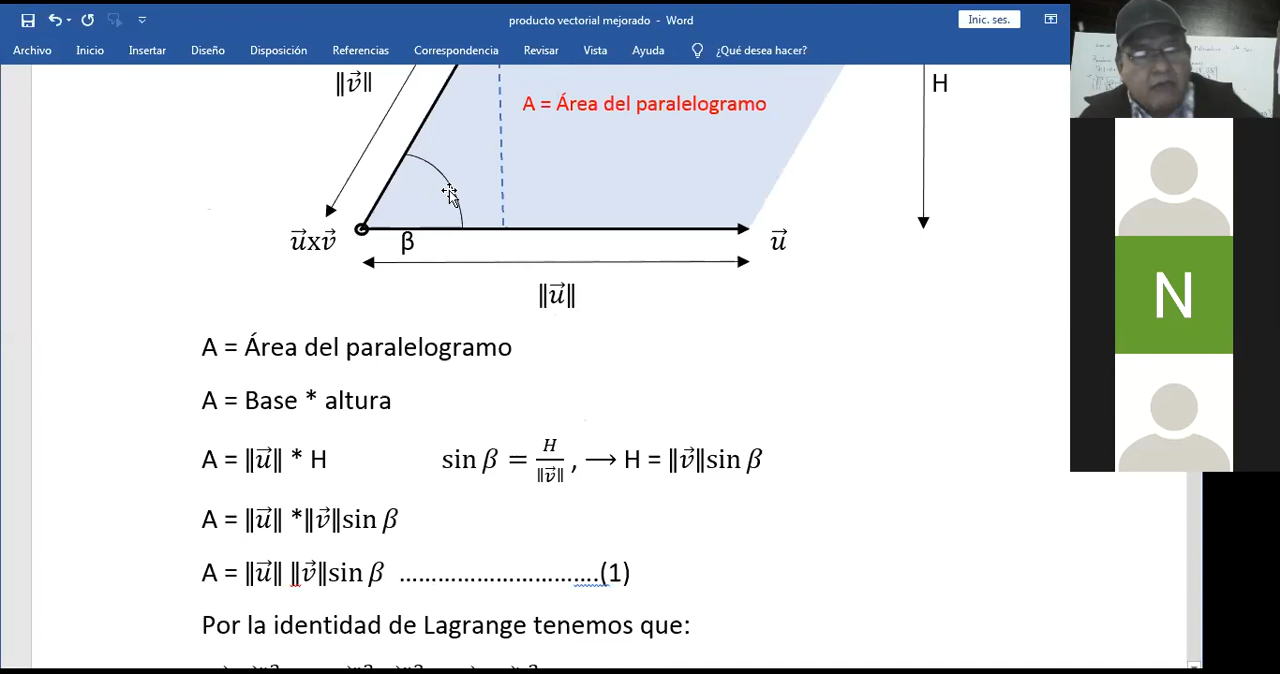 producto vectorial mejorado - Word
Inic. ses.
Archivo Inicio Insertar Diseño Disposición Referencias Correspondencia Revisar Vista Ayuda ¿Qué desea hacer?
‖v⃗‖
H
A = Área del paralelogramo
u⃗xv⃗
β
u⃗
‖u⃗‖
N
A = Área del paralelogramo
A = Base * altura
A = ‖u⃗‖ * H sin β = H/‖v⃗‖ , ⟶ H = ‖v⃗‖sin β
A = ‖u⃗‖ *‖v⃗‖sin β
A = ‖u⃗‖ ‖v⃗‖sin β ……………………….…(1)
Por la identidad de Lagrange tenemos que: